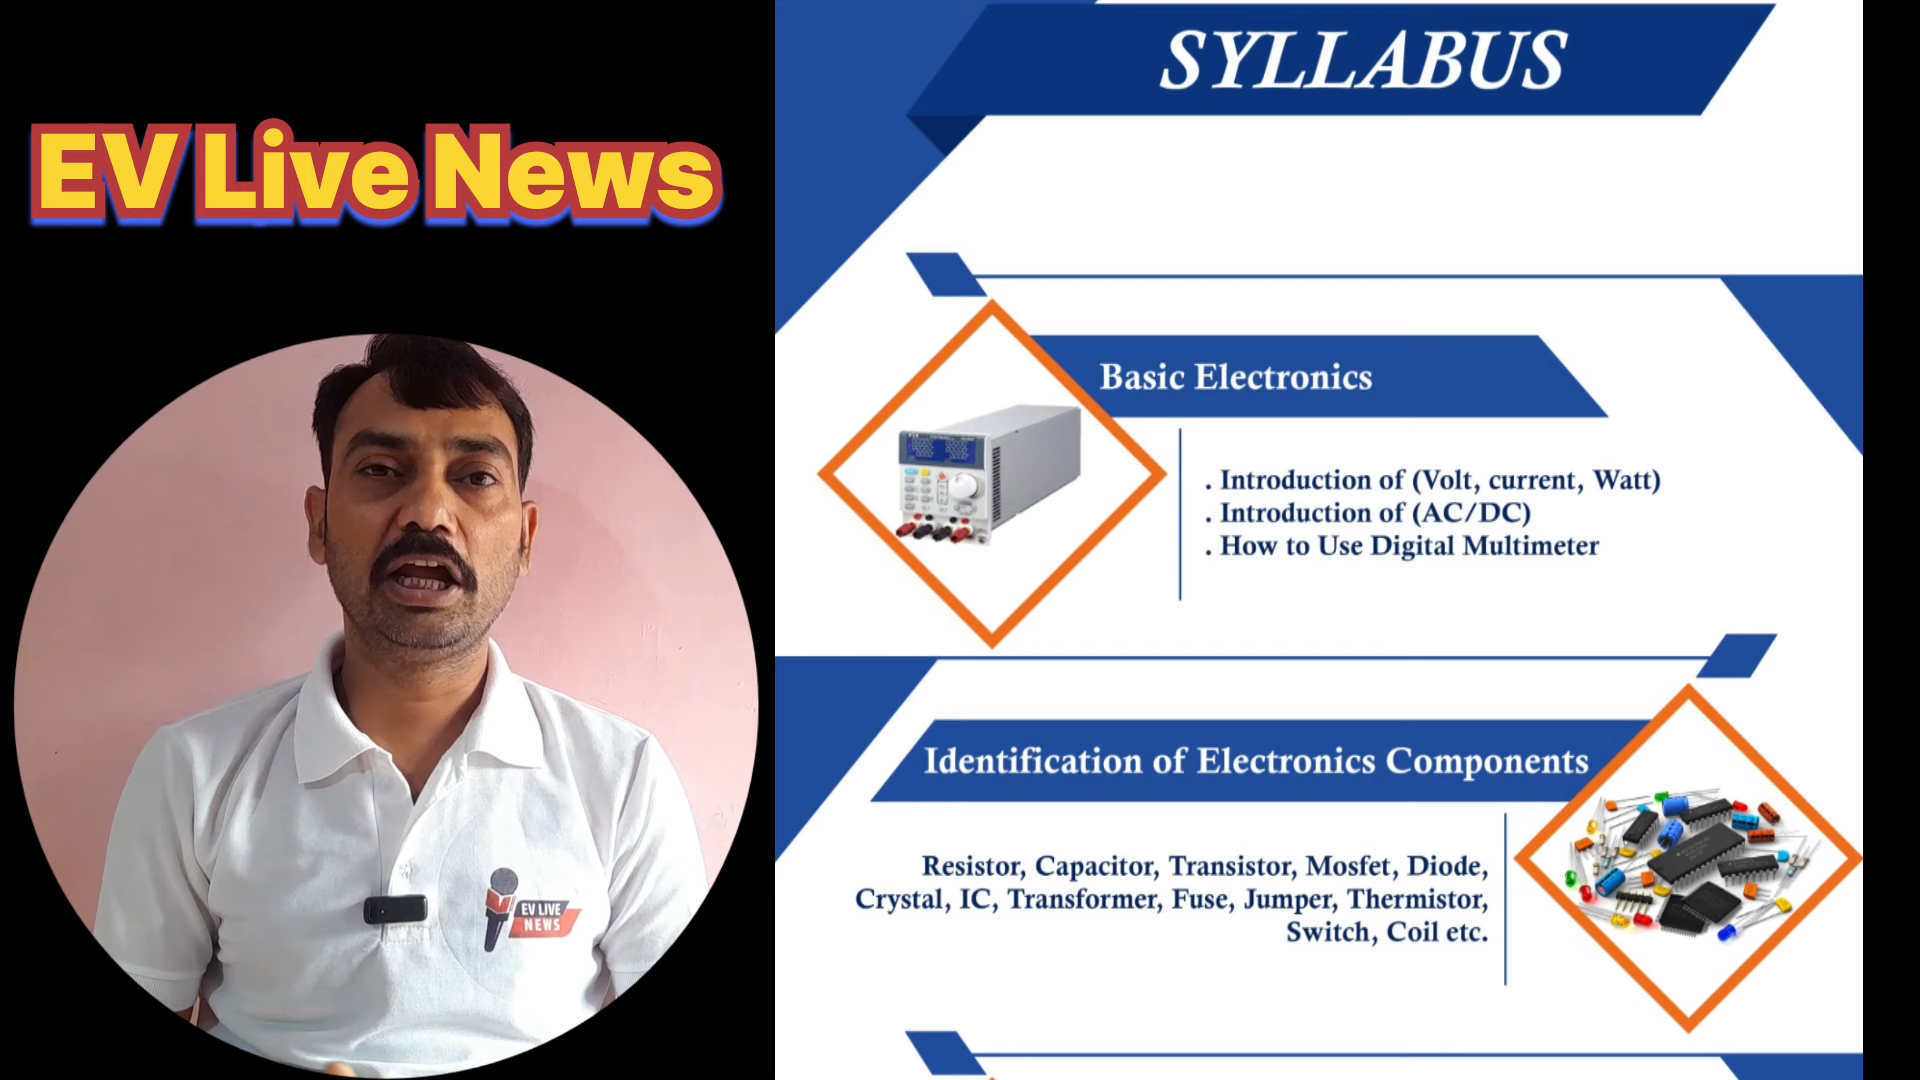 EV Live News
EV LIVE
NEWS
SYLLABUS
Basic Electronics
. Introduction of (Volt, current, Watt)
. Introduction of (AC/DC)
. How to Use Digital Multimeter
Identification of Electronics Components
Resistor, Capacitor, Transistor, Mosfet, Diode,
Crystal, IC, Transformer, Fuse, Jumper, Thermistor,
Switch, Coil etc.